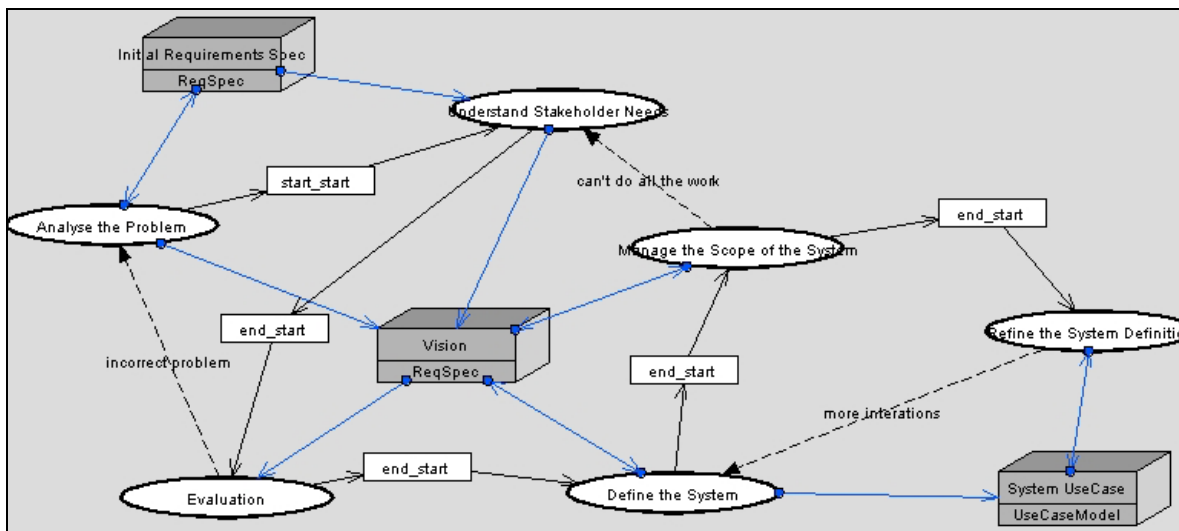 Initial Requirements Spec
ReqSpec
Understand Stakeholder Needs
start_start
can't do all the work
end_start
Analyse the Problem
Manage the Scope of the System
end_start
Vision
Refine the System Definitio
incorrect problem
ReqSpec
end_start
more interations
end_start
Evaluation
Define the System
System UseCase
UseCaseModel